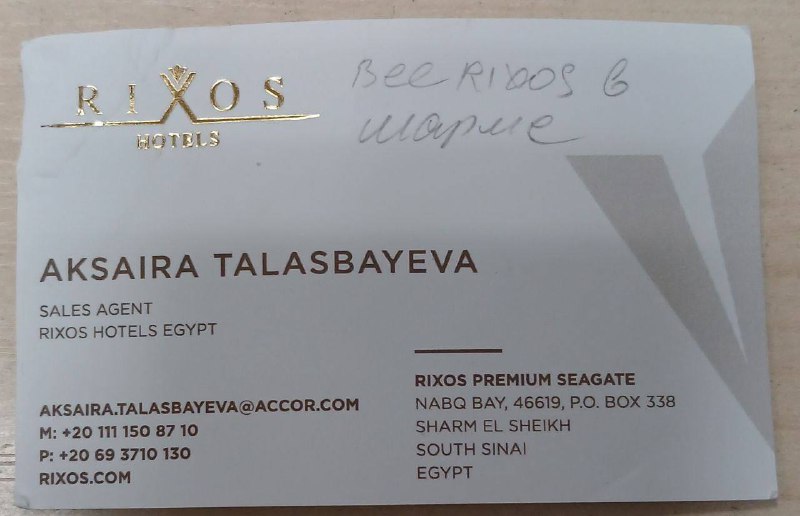 RIXOS
HOTELS
Все Rixos в
шарме
AKSAIRA TALASBAYEVA
SALES AGENT
RIXOS HOTELS EGYPT
AKSAIRA.TALASBAYEVA@ACCOR.COM
M: +20 111 150 87 10
P: +20 69 3710 130
RIXOS.COM
RIXOS PREMIUM SEAGATE
NABQ BAY, 46619, P.O. BOX 338
SHARM EL SHEIKH
SOUTH SINAI
EGYPT